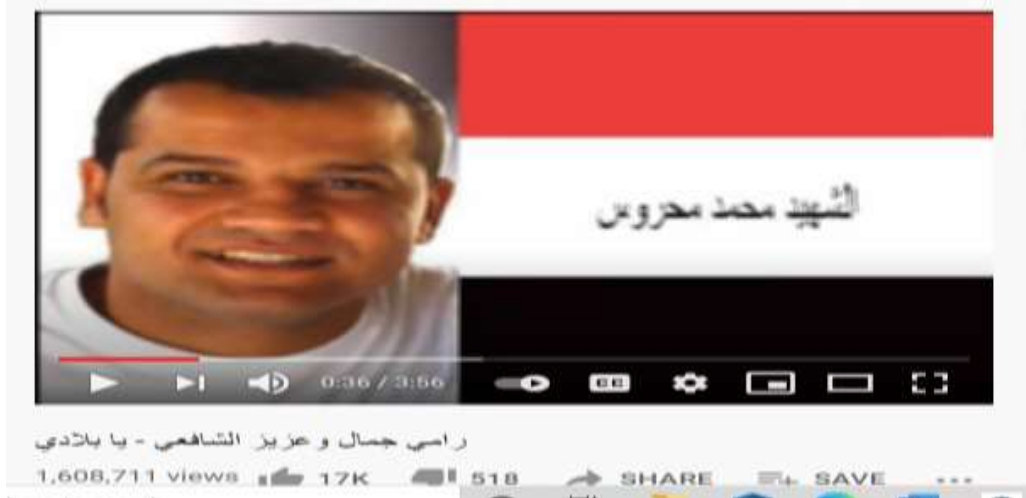 الشهيد محمد محروس
0:36 / 3:56
CC
رامي جمال و عزيز الشافعي - يا بلادي
1,608,711 views 17K 518 SHARE SAVE